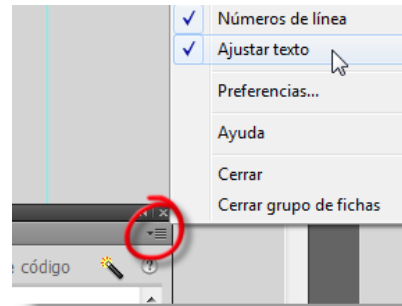 Números de línea
Ajustar texto
Preferencias...
Ayuda
Cerrar
Cerrar grupo de fichas
código